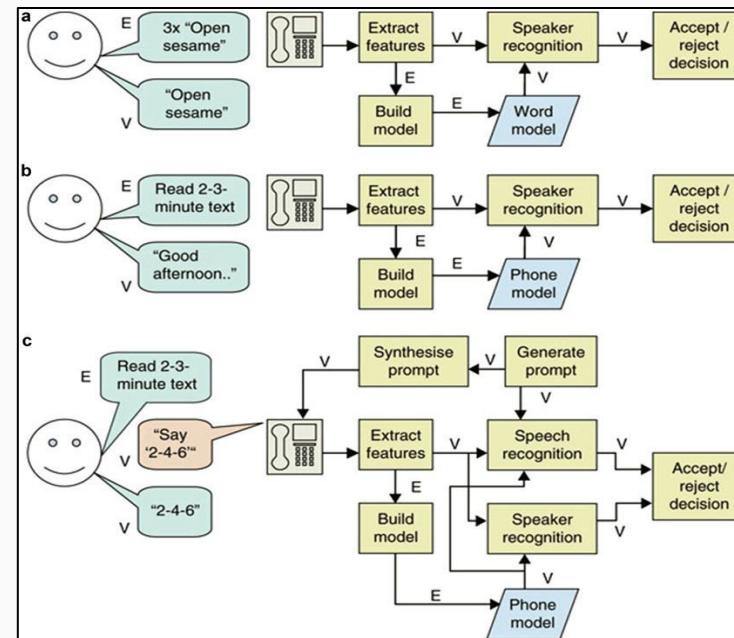 a
E
3x “Open
sesame”
“Open
sesame”
V
Extract
features
V
Speaker
recognition
V
Accept /
reject
decision
E
Build
model
E
Word
model
V
b
E
Read 2-3-
minute text
“Good
afternoon..”
V
Extract
features
V
Speaker
recognition
V
Accept /
reject
decision
E
Build
model
E
Phone
model
V
c
E
Read 2-3-
minute text
“Say
‘2-4-6’“
V
“2-4-6”
V
V
Synthesise
prompt
V
Generate
prompt
V
Extract
features
V
Speech
recognition
V
Accept/
reject
decision
E
Build
model
Speaker
recognition
V
E
V
Phone
model